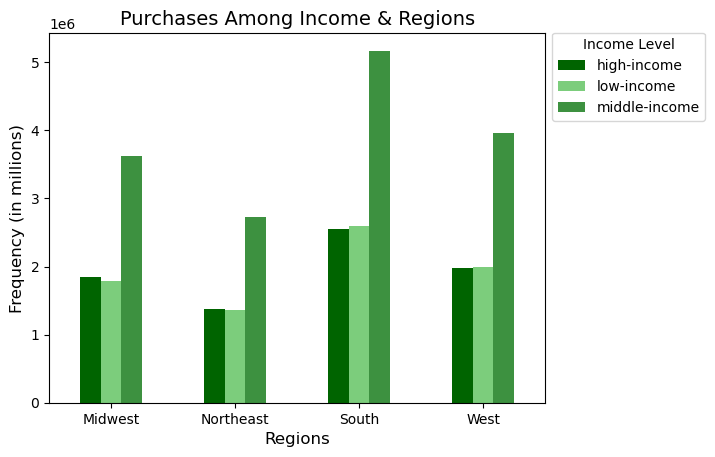 Purchases Among Income & Regions
1e6
Income Level
high-income
low-income
middle-income
Frequency (in millions)
5
4
3
2
1
0
Midwest
Northeast
South
West
Regions